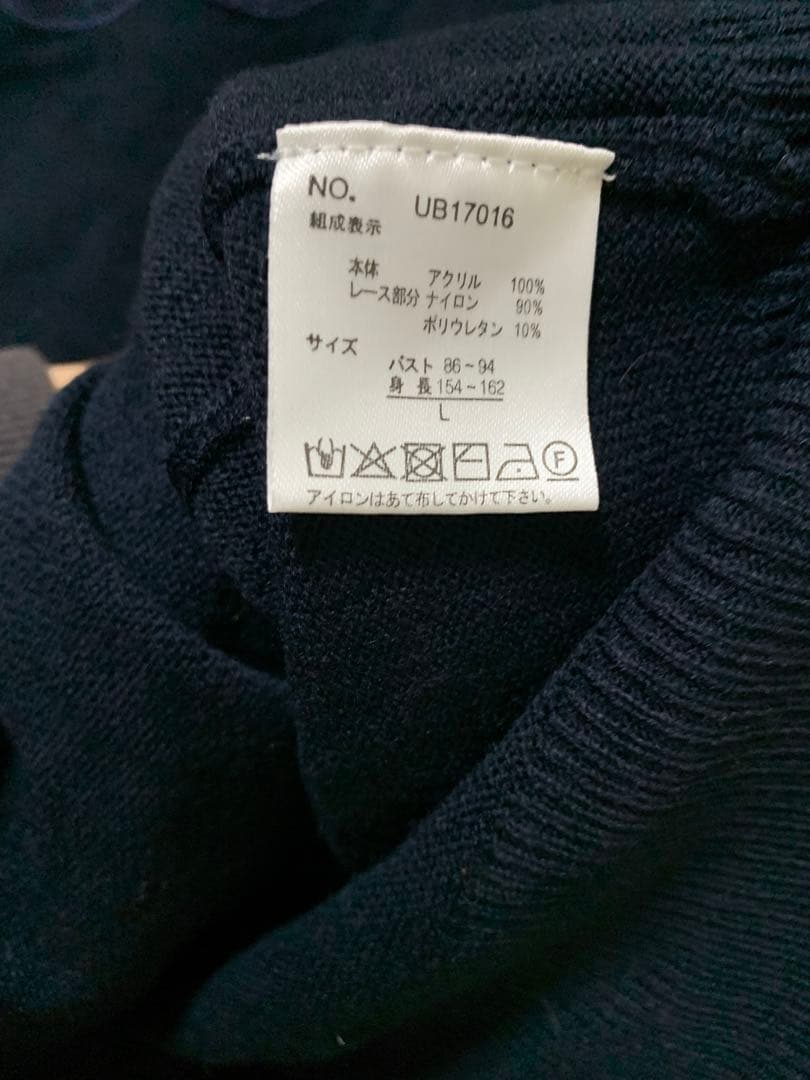 NO. UB17016
組成表示
本体 アクリル 100%
レース部分 ナイロン 90%
ポリウレタン 10%
サイズ
バスト 86~94
身長 154~162
L
F
アイロンはあて布してかけて下さい。